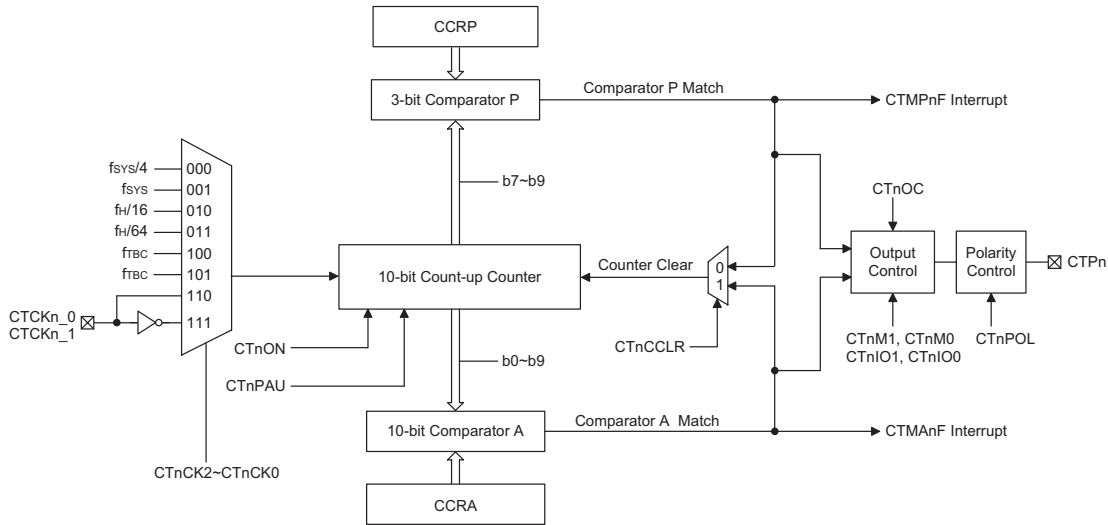 CCRP
3-bit Comparator P
Comparator P Match
CTMPnF Interrupt
b7~b9
fSYS/4
000
fSYS
001
fH/16
010
fH/64
011
fTBC
100
fTBC
101
110
111
CTCKn_0
CTCKn_1
CTnCK2~CTnCK0
10-bit Count-up Counter
CTnON
CTnPAU
Counter Clear
0
1
CTnCCLR
CTnOC
Output
Control
Polarity
Control
CTPn
CTnM1, CTnM0
CTnIO1, CTnIO0
CTnPOL
b0~b9
10-bit Comparator A
Comparator A Match
CTMAnF Interrupt
CCRA